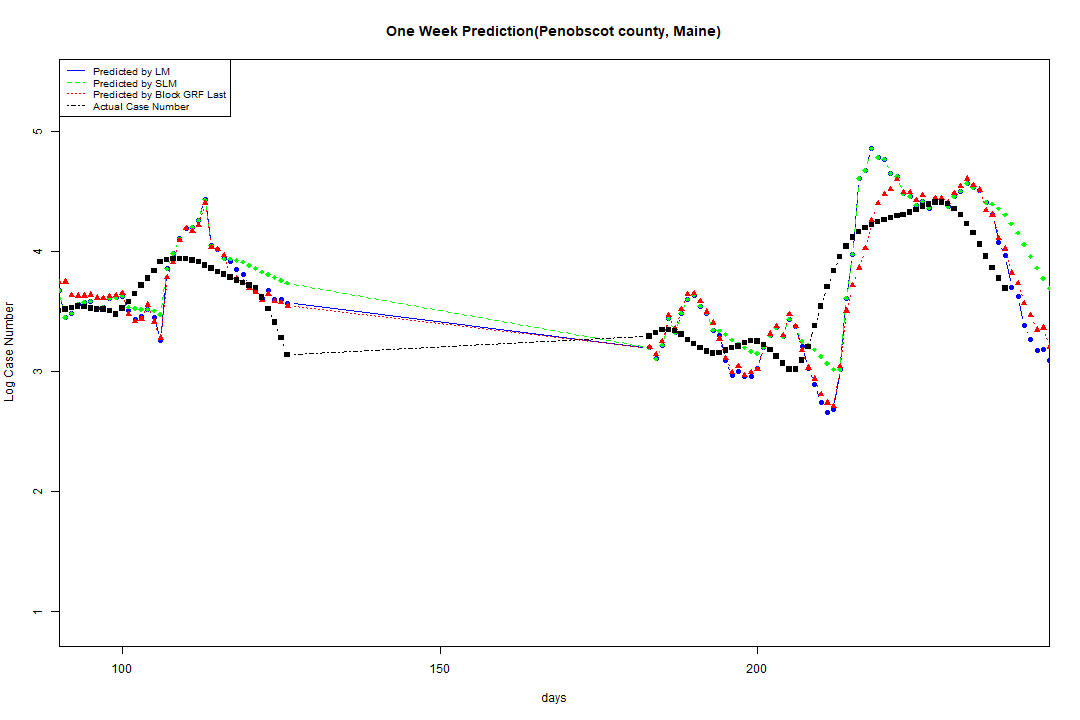 One Week Prediction(Penobscot county, Maine)
Predicted by LM
Predicted by SLM
Predicted by Block GRF Last
Actual Case Number
5
4
3
2
1
Log Case Number
100
150
200
days